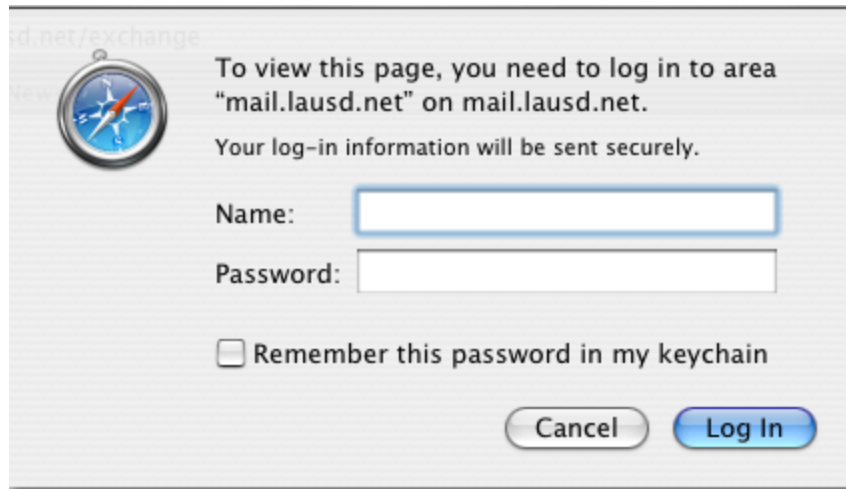 sd.net/exchange
New
To view this page, you need to log in to area
“mail.lausd.net” on mail.lausd.net.
Your log-in information will be sent securely.
Name:
Password:
Remember this password in my keychain
Cancel
Log In